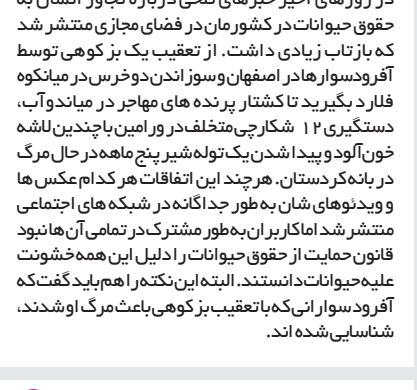 در روزهای اخیر خبرهای تلخی درباره تجاوز انسان به
حقوق حیوانات در کشورمان در فضای مجازی منتشر شد
که بازتاب زیادی داشت. از تعقیب یک بز کوهی توسط
آفرودسوارها در اصفهان و سوزاندن دو خرس در میانکوه
فلارد بگیرید تا کشتار پرنده های مهاجر در میاندوآب،
دستگیری ۱۲ شکارچی متخلف در ورامین با چندین لاشه
خون‌آلود و پیدا شدن یک توله شیر پنج ماهه در حال مرگ
در بانه کردستان. هرچند این اتفاقات هر کدام عکس ها
و ویدئوهای شان به طور جداگانه در شبکه های اجتماعی
منتشر شد اما کاربران به طور مشترک در تمامی آن ها نبود
قانون حمایت از حقوق حیوانات را دلیل این همه خشونت
علیه حیوانات دانستند. البته این نکته را هم باید گفت که
آفرودسوارانی که با تعقیب بز کوهی باعث مرگ او شدند،
شناسایی شده اند.